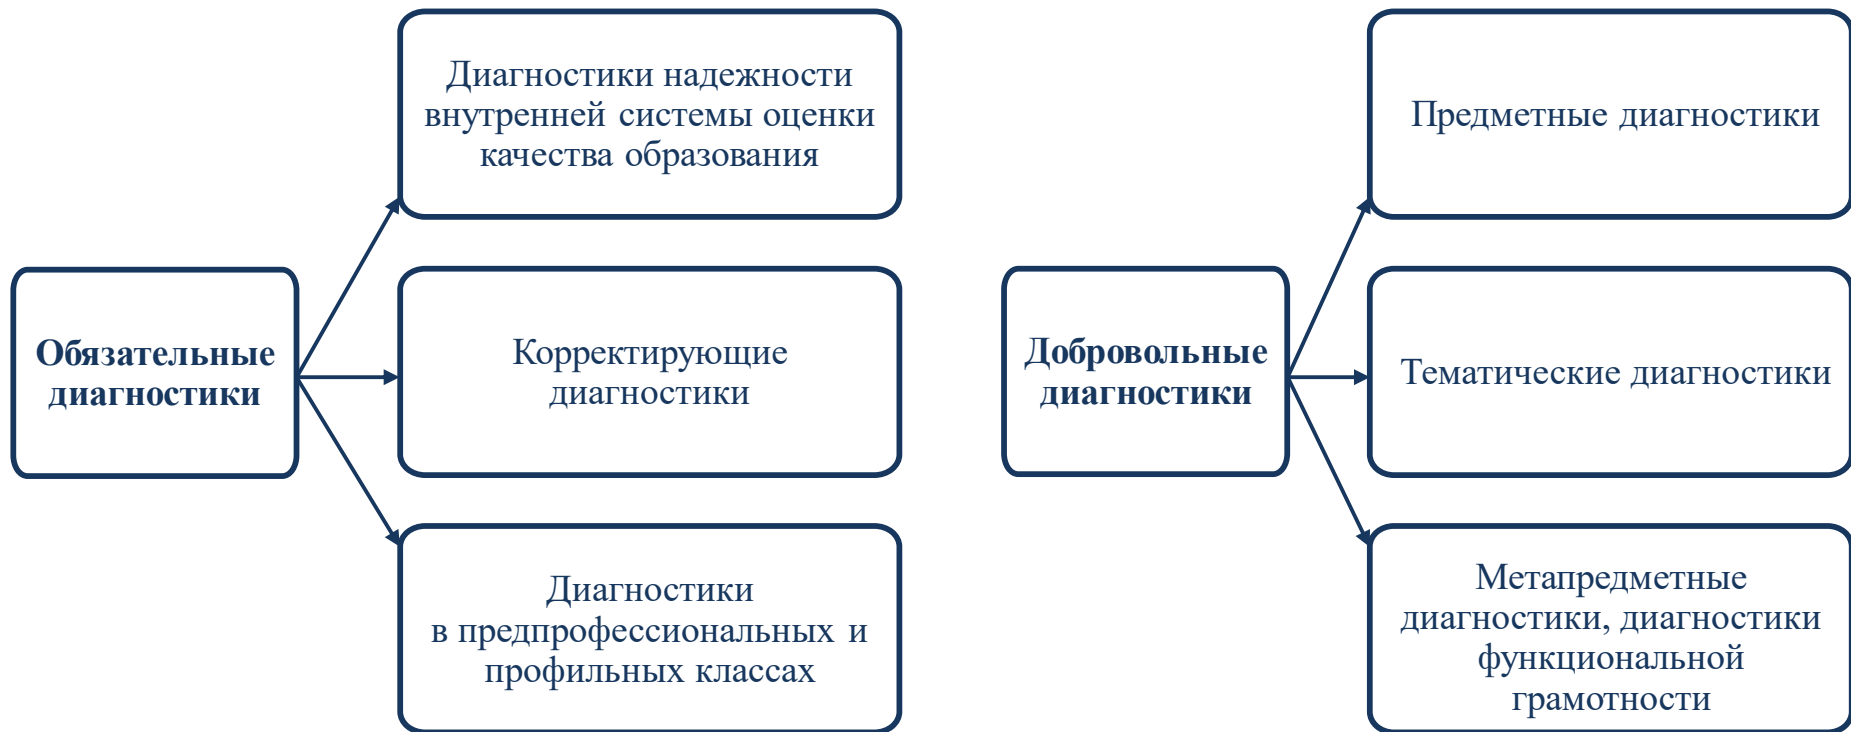 Обязательные
диагностики
Диагностики надежности
внутренней системы оценки
качества образования
Корректирующие
диагностики
Диагностики
в предпрофессиональных и
профильных классах
Добровольные
диагностики
Предметные диагностики
Тематические диагностики
Метапредметные
диагностики, диагностики
функциональной
грамотности